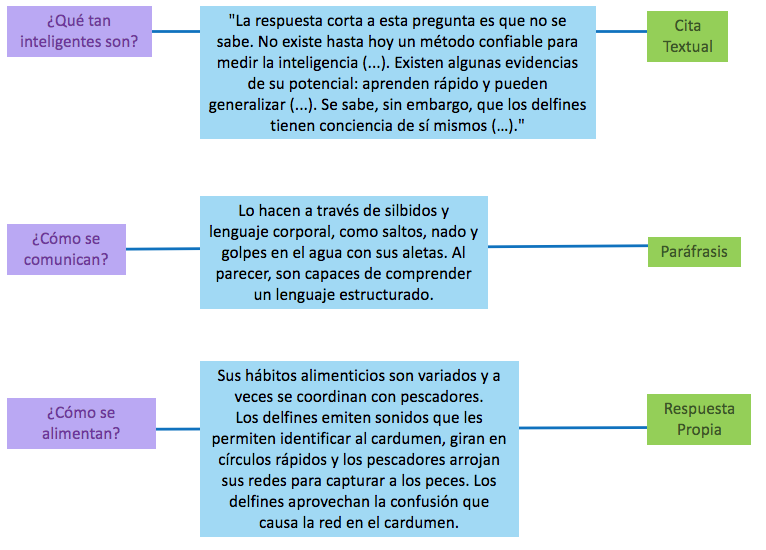 ¿Qué tan
inteligentes son?
"La respuesta corta a esta pregunta es que no se
sabe. No existe hasta hoy un método confiable para
medir la inteligencia (...). Existen algunas evidencias
de su potencial: aprenden rápido y pueden
generalizar (...). Se sabe, sin embargo, que los delfines
tienen conciencia de sí mismos (...)."
Cita
Textual
¿Cómo se
comunican?
Lo hacen a través de silbidos y
lenguaje corporal, como saltos, nado y
golpes en el agua con sus aletas. Al
parecer, son capaces de comprender
un lenguaje estructurado.
Paráfrasis
¿Cómo se
alimentan?
Sus hábitos alimenticios son variados y a
veces se coordinan con pescadores.
Los delfines emiten sonidos que les
permiten identificar al cardumen, giran en
círculos rápidos y los pescadores arrojan
sus redes para capturar a los peces. Los
delfines aprovechan la confusión que
causa la red en el cardumen.
Respuesta
Propia